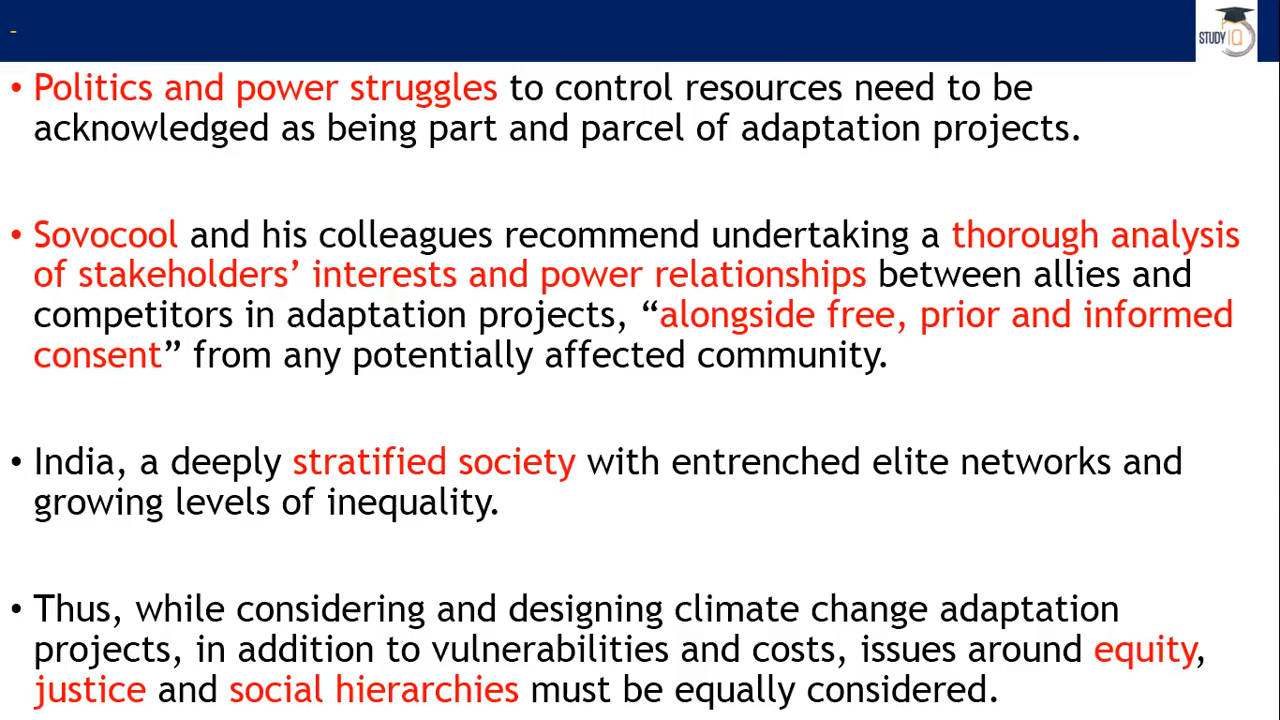 -
STUDY IQ
• Politics and power struggles to control resources need to be
acknowledged as being part and parcel of adaptation projects.
• Sovocool and his colleagues recommend undertaking a thorough analysis
of stakeholders’ interests and power relationships between allies and
competitors in adaptation projects, “alongside free, prior and informed
consent” from any potentially affected community.
• India, a deeply stratified society with entrenched elite networks and
growing levels of inequality.
• Thus, while considering and designing climate change adaptation
projects, in addition to vulnerabilities and costs, issues around equity,
justice and social hierarchies must be equally considered.